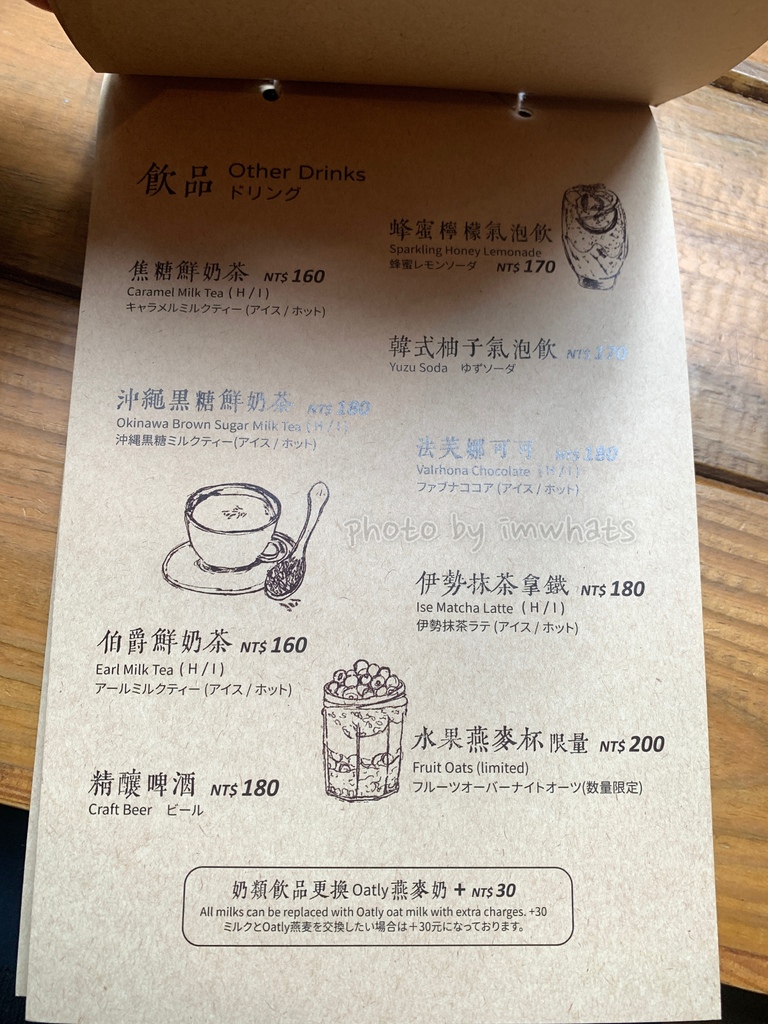 飲品 Other Drinks
ドリング
焦糖鮮奶茶 NT$ 160
Caramel Milk Tea ( H / I )
キャラメルミルクティー (アイス / ホット)
沖繩黒糖鮮奶茶 NT$ 180
Okinawa Brown Sugar Milk Tea ( H / I )
沖縄黒糖ミルクティー(アイス / ホット)
伯爵鮮奶茶 NT$ 160
Earl Milk Tea ( H / I )
アールミルクティー (アイス / ホット)
精釀啤酒 NT$ 180
Craft Beer ビール
蜂蜜檸檬氣泡飲
Sparkling Honey Lemonade
蜂蜜レモンソーダ NT$ 170
韓式柚子氣泡飲 NT$
Yuzu Soda ゆずソーダ
法芙娜可可 NT$ 180
Valrhona Chocolate ( H / I )
ファブナココア (アイス / ホット)
photo by imwhats
伊勢抹茶拿鐵 NT$ 180
Ise Matcha Latte ( H / I )
伊勢抹茶ラテ (アイス / ホット)
水果燕麥杯 限量 NT$ 200
Fruit Oats (limited)
フルーツオーバーナイトオーツ(数量限定)
奶類飲品更換 Oatly燕麥奶 + NT$ 30
All milks can be replaced with Oatly oat milk with extra charges. +30
ミルクとOatly燕麦を交換したい場合は＋30元になっております。